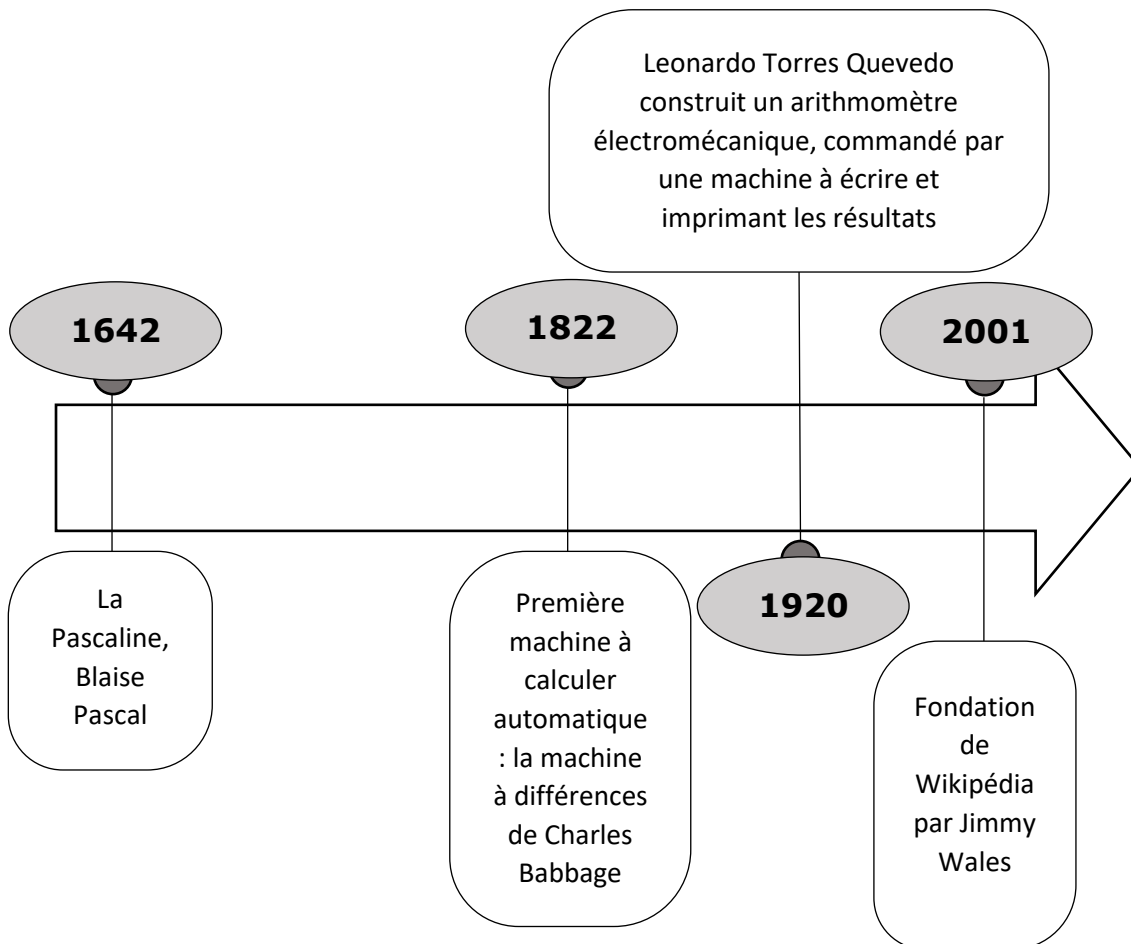 Leonardo Torres Quevedo
construit un arithmomètre
électromécanique, commandé par
une machine à écrire et
imprimant les résultats
1642
1822
2001
1920
La
Pascaline,
Blaise
Pascal
Première
machine à
calculer
automatique
: la machine
à différences
de Charles
Babbage
Fondation
de
Wikipédia
par Jimmy
Wales